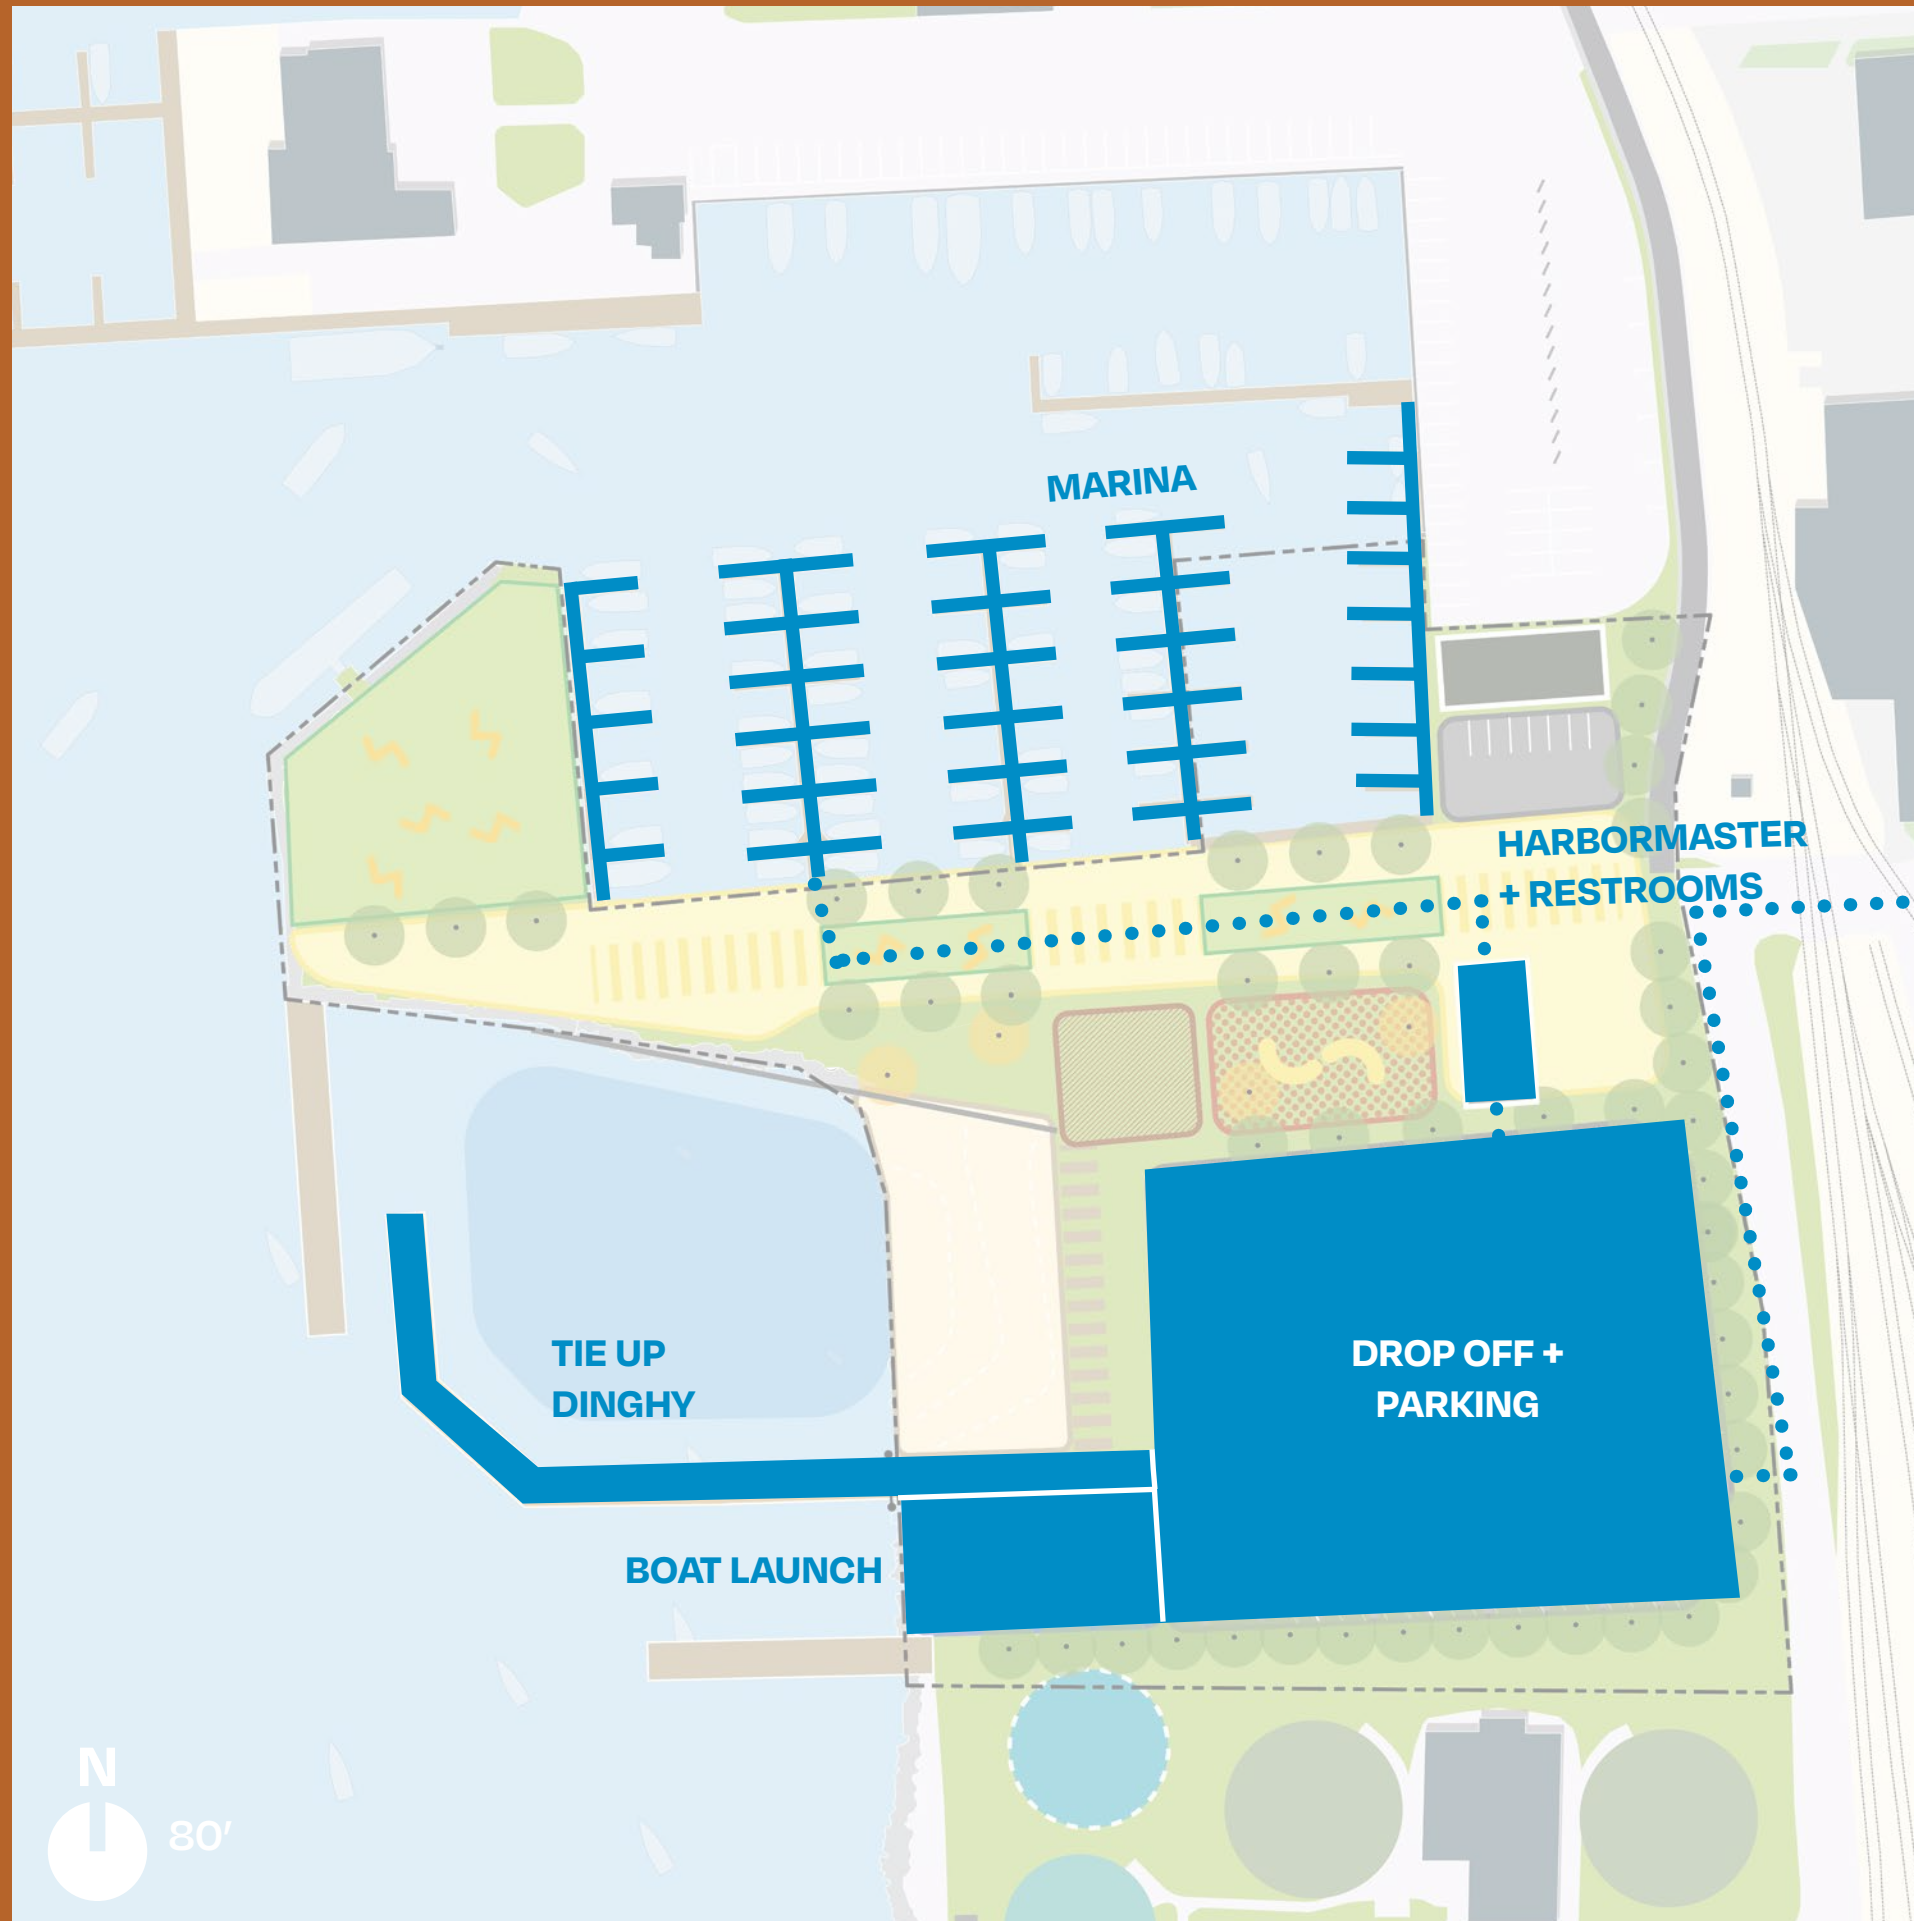 MARINA
HARBORMASTER
+ RESTROOMS
TIE UP
DINGHY
DROP OFF +
PARKING
BOAT LAUNCH
N
80'